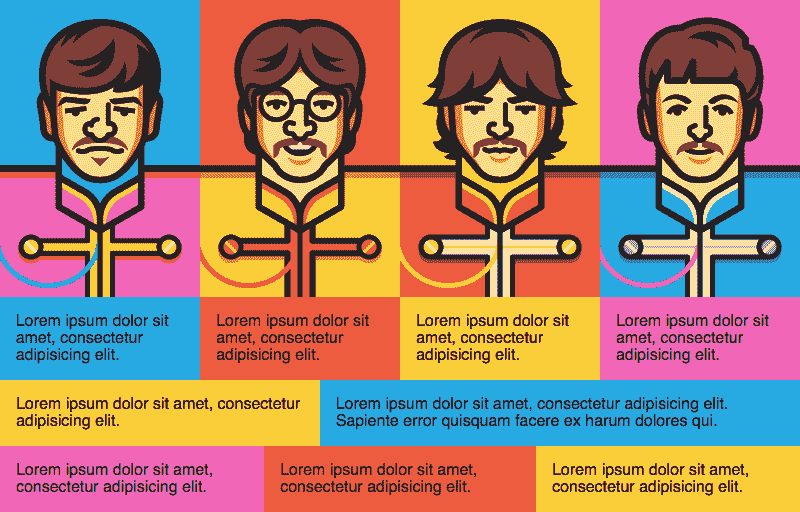 Lorem ipsum dolor sit
amet, consectetur
adipisicing elit.
Lorem ipsum dolor sit
amet, consectetur
adipisicing elit.
Lorem ipsum dolor sit
amet, consectetur
adipisicing elit.
Lorem ipsum dolor sit
amet, consectetur
adipisicing elit.
Lorem ipsum dolor sit amet, consectetur
adipisicing elit.
Lorem ipsum dolor sit amet, consectetur adipisicing elit.
Sapiente error quisquam facere ex harum dolores qui.
Lorem ipsum dolor sit amet,
consectetur adipisicing elit.
Lorem ipsum dolor sit amet,
consectetur adipisicing elit.
Lorem ipsum dolor sit amet,
consectetur adipisicing elit.